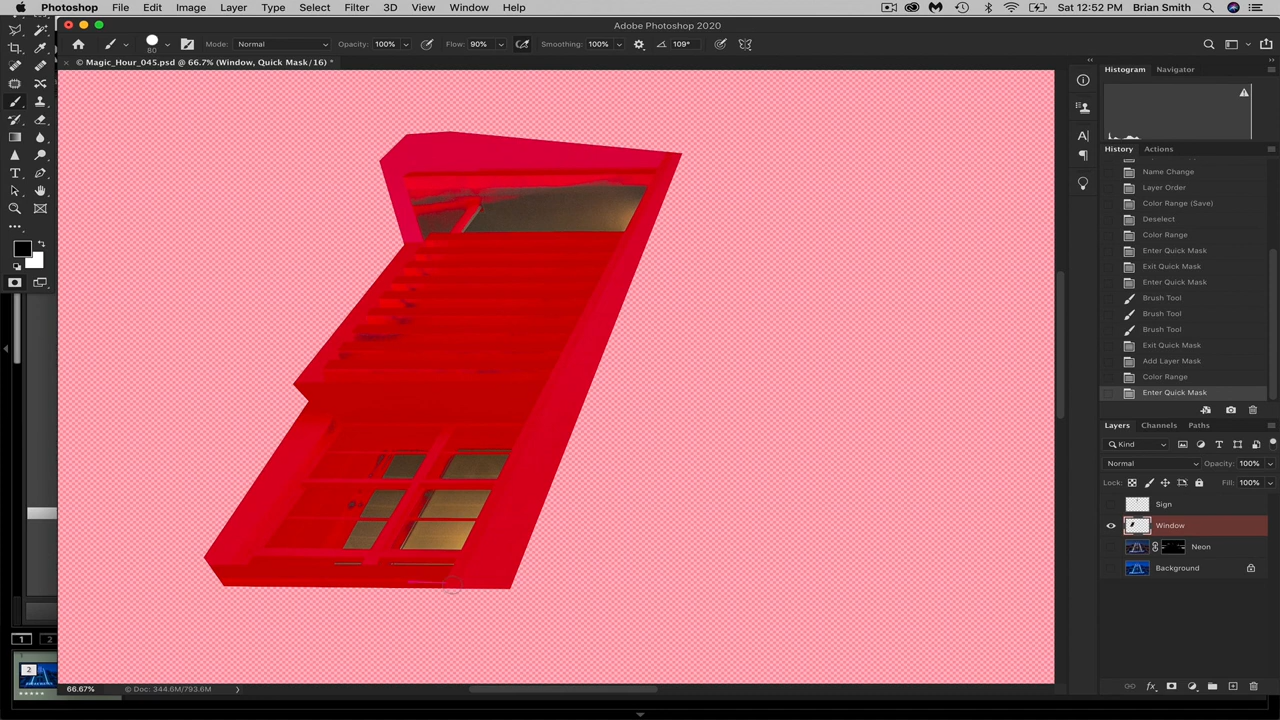 Photoshop File Edit Image Layer Type Select Filter 3D View Window Help Sat 12:52 PM Brian Smith
Adobe Photoshop 2020
80 Mode: Normal Opacity: 100% Flow: 90% Smoothing: 100% 109°
× © Magic_Hour_045.psd @ 66.7% (Window, Quick Mask/16) *
Histogram Navigator
History Actions
Name Change
Layer Order
Color Range (Save)
Deselect
Color Range
Enter Quick Mask
Exit Quick Mask
Enter Quick Mask
Brush Tool
Brush Tool
Brush Tool
Exit Quick Mask
Add Layer Mask
Color Range
Enter Quick Mask
Layers Channels Paths
Kind
Normal Opacity: 100%
Lock: Fill: 100%
Sign
Window
Neon
Background
1 2
2
66.67% © Doc: 344.6M/793.6M